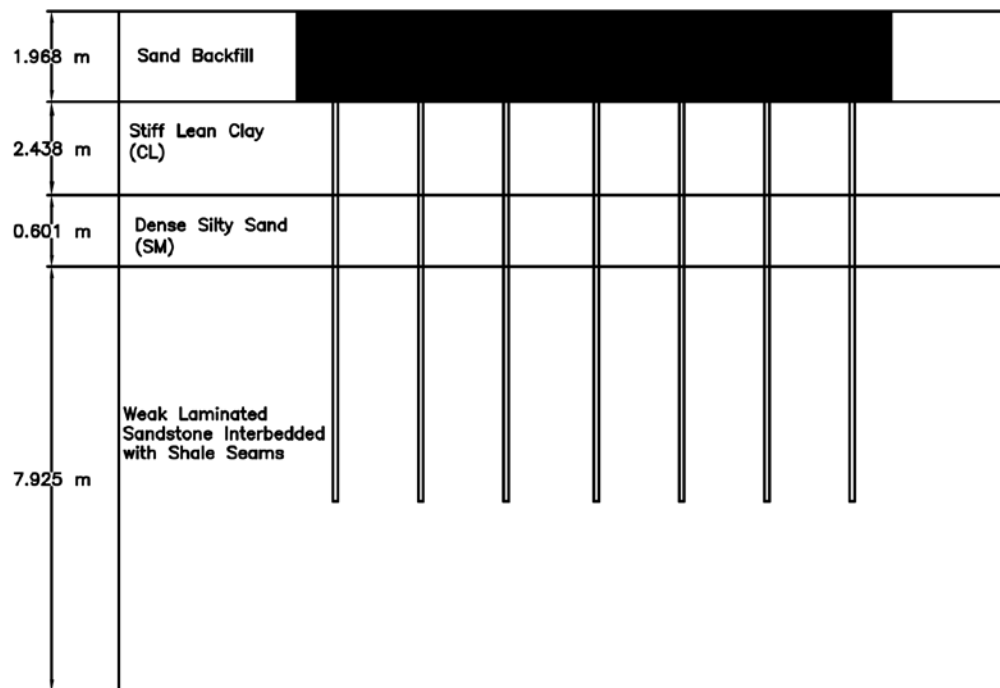 1.968 m
Sand Backfill
2.438 m
Stiff Lean Clay
(CL)
0.601 m
Dense Silty Sand
(SM)
Weak Laminated
Sandstone Interbedded
with Shale Seams
7.925 m